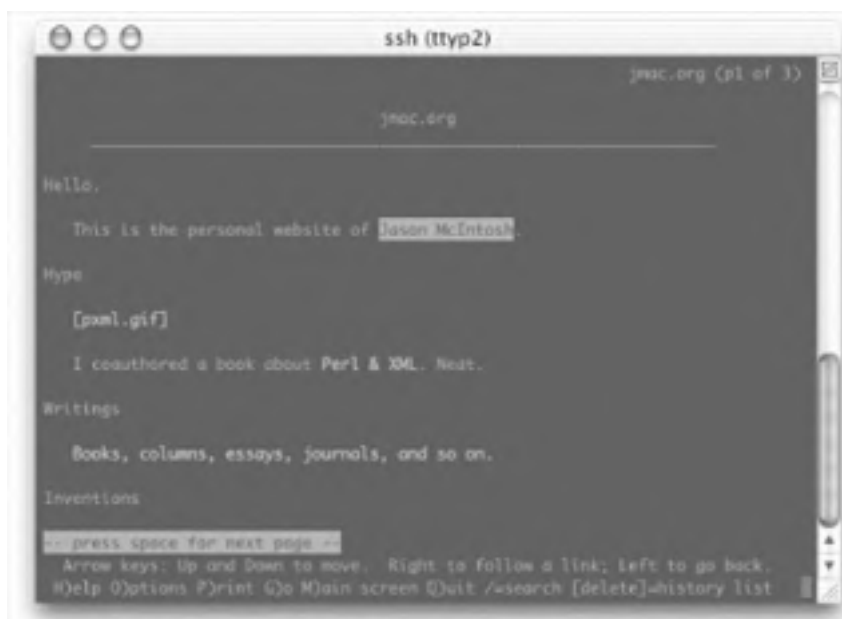 ssh (ttyp2)
jmac.org (p1 of 3)
jmac.org
Hello.
This is the personal website of Jason McIntosh.
Hype
[pxml.gif]
I coauthored a book about Perl & XML. Neat.
Writings
Books, columns, essays, journals, and so on.
Inventions
-- press space for next page --
Arrow keys: Up and Down to move. Right to follow a link; Left to go back.
H)elp O)ptions P)rint G)o M)ain screen Q)uit /=search [delete]=history list